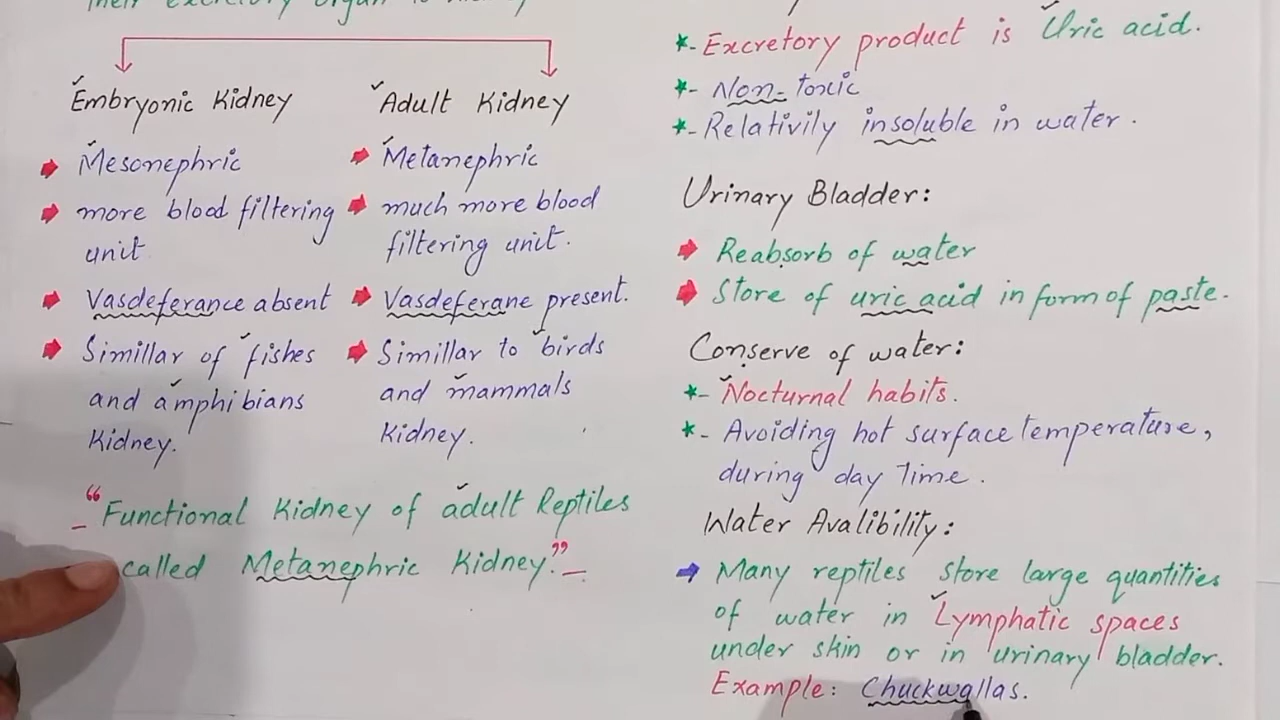 their excretory organ is kidney
Embryonic Kidney
Mesonephric
more blood filtering
unit
Vasdeferance absent
Simillar of fishes
and amphibians
Kidney.
Adult Kidney
Metanephric
much more blood
filtering unit.
Vasdeferane present.
Simillar to birds
and mammals
Kidney.
"Functional Kidney of adult Reptiles
called Metanephric Kidney."
*- Excretory product is Uric acid.
*- Non-toxic
*- Relativily insoluble in water.
Urinary Bladder:
Reabsorb of water
Store of uric acid in form of paste.
Conserve of water:
*- Nocturnal habits.
*- Avoiding hot surface temperature,
during day time.
Water Avalibility:
Many reptiles store large quantities
of water in Lymphatic spaces
under skin or in urinary bladder.
Example: Chuckwallas.